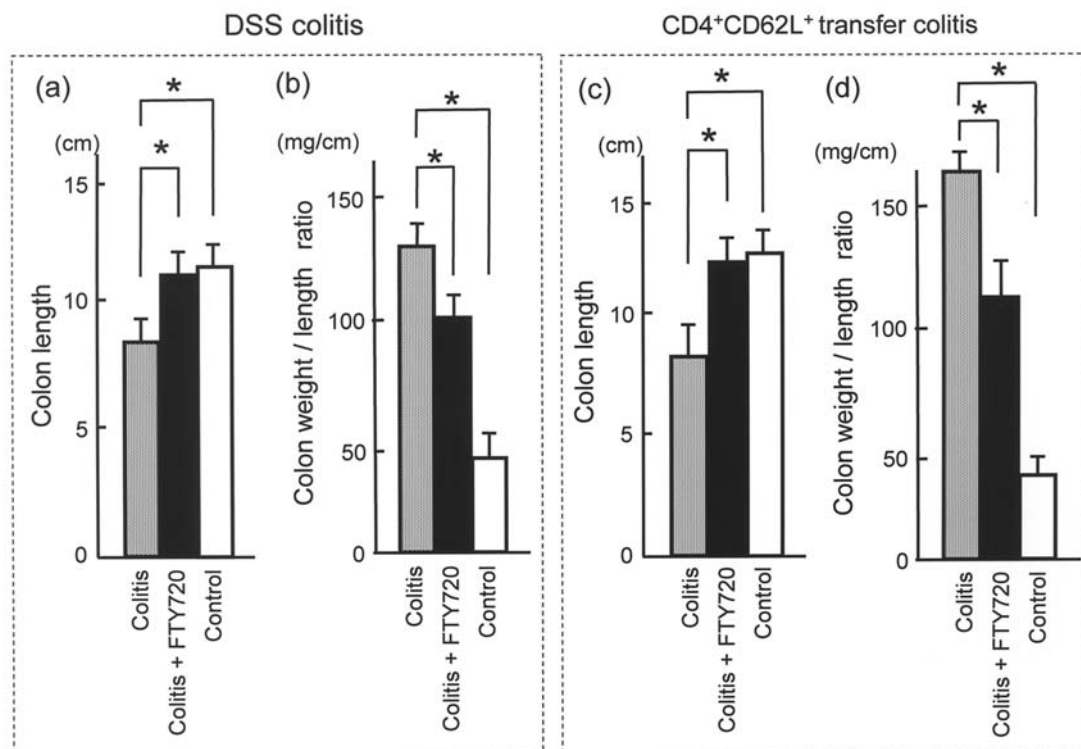 DSS colitis
CD4+CD62L+ transfer colitis
(a)
(cm)
Colon length
15
10
5
0
*
*
Colitis
Colitis + FTY720
Control
(b)
(mg/cm)
Colon weight / length ratio
150
100
50
0
*
*
Colitis
Colitis + FTY720
Control
(c)
(cm)
Colon length
15
10
5
0
*
*
Colitis
Colitis + FTY720
Control
(d)
(mg/cm)
Colon weight/length ratio
150
100
50
0
*
*
Colitis
Colitis + FTY720
Control